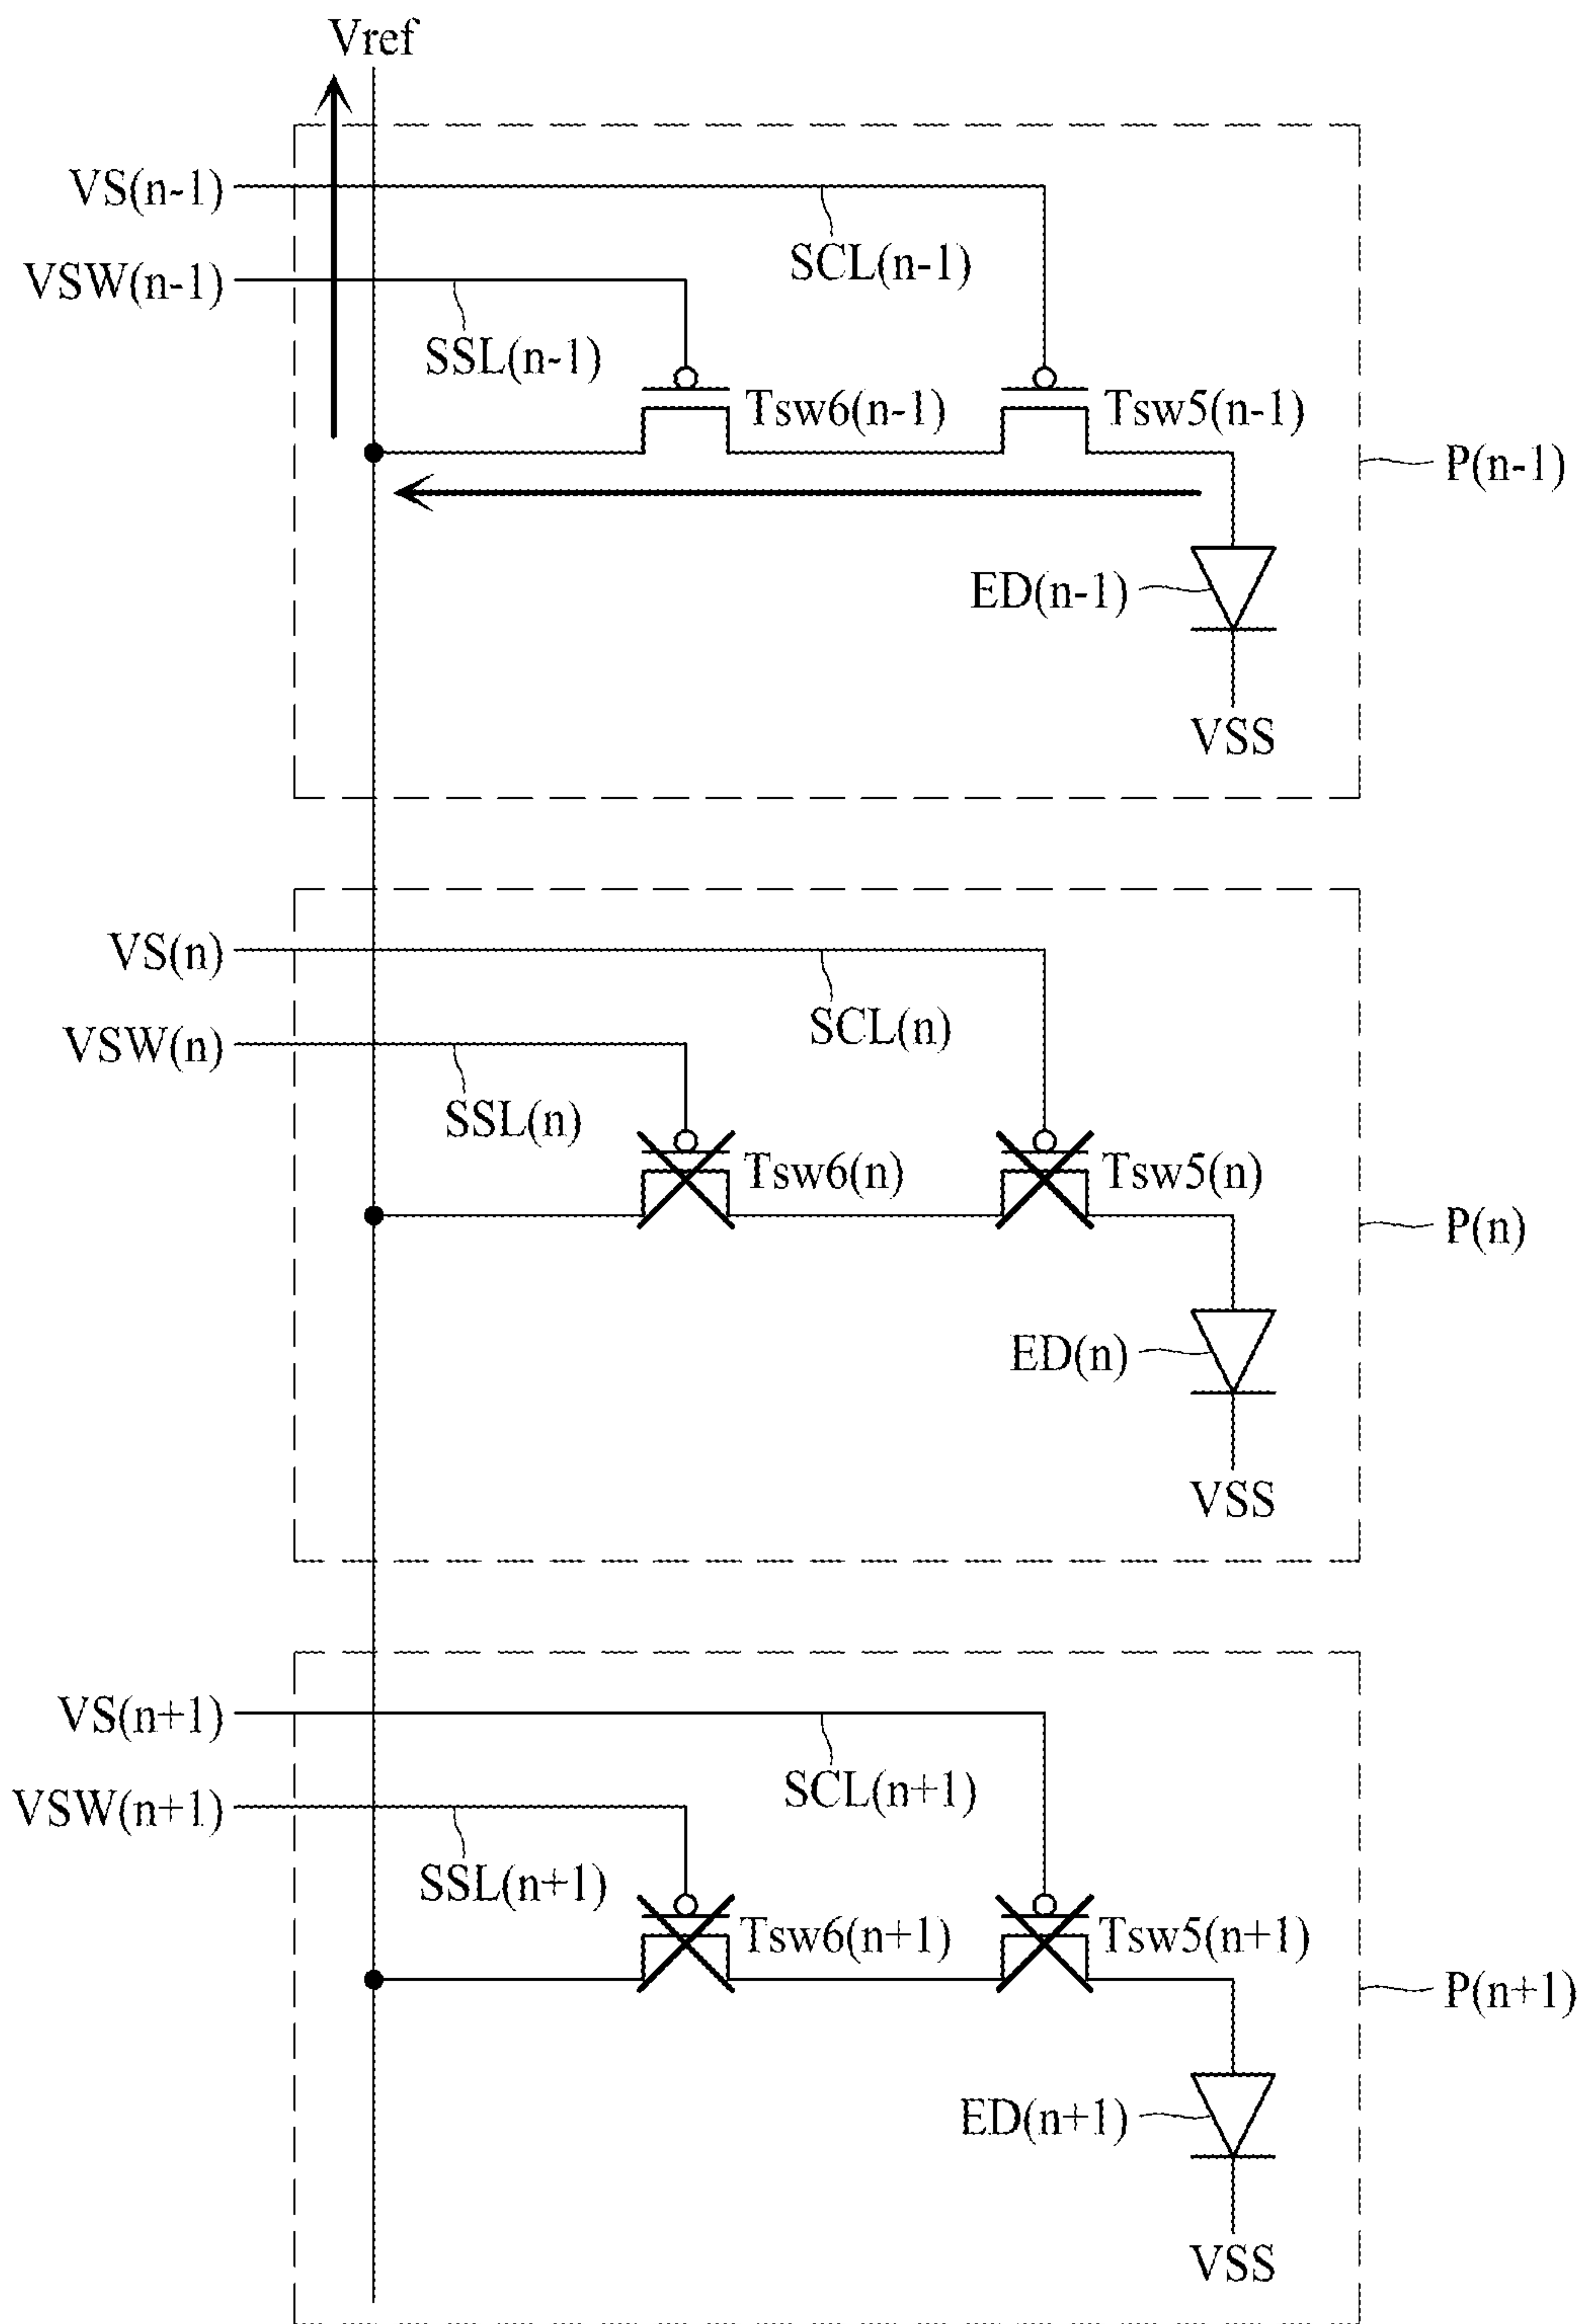 Vref
VS(n-1)
SCL(n-1)
VSW(n-1)
SSL(n-1)
Tsw6(n-1)
Tsw5(n-1)
P(n-1)
ED(n-1)
VSS
VS(n)
SCL(n)
VSW(n)
SSL(n)
Tsw6(n)
Tsw5(n)
P(n)
ED(n)
VSS
VS(n+1)
SCL(n+1)
VSW(n+1)
SSL(n+1)
Tsw6(n+1)
Tsw5(n+1)
P(n+1)
ED(n+1)
VSS